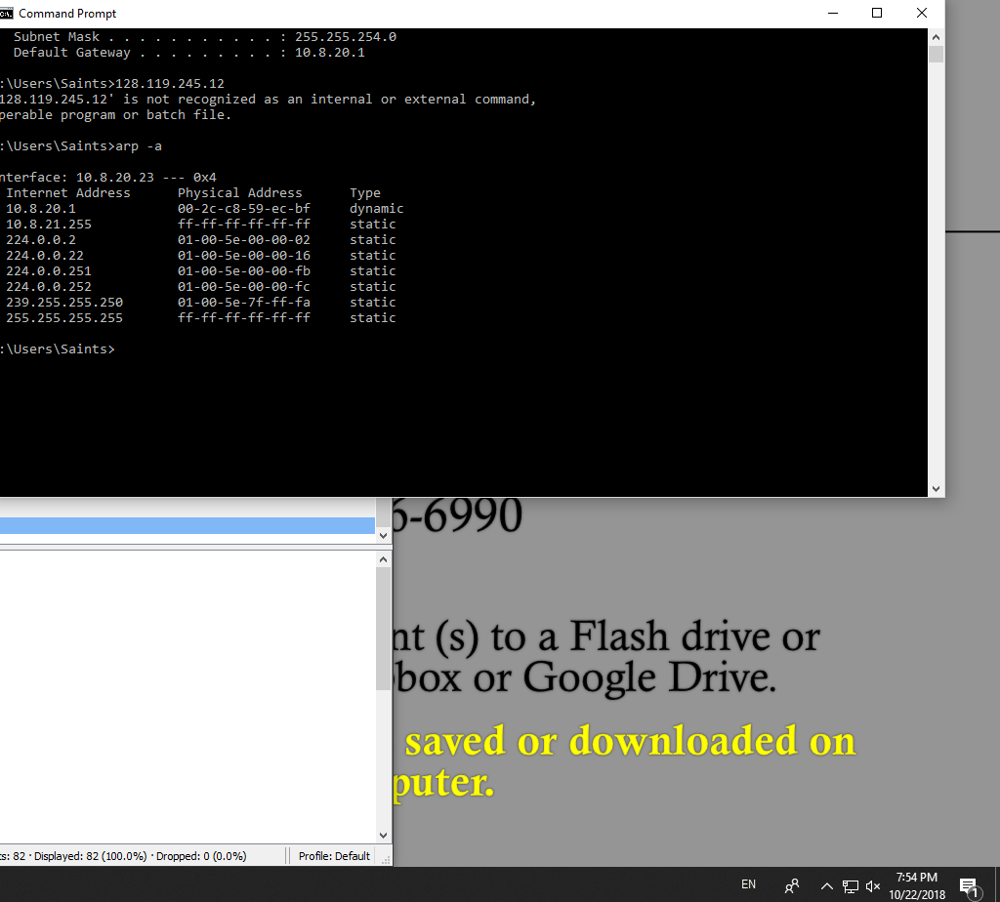 Command Prompt
Subnet Mask . . . . . . . . . . . : 255.255.254.0
Default Gateway . . . . . . . . . : 10.8.20.1
:\Users\Saints>128.119.245.12
128.119.245.12' is not recognized as an internal or external command,
perable program or batch file.
:\Users\Saints>arp -a
nterface: 10.8.20.23 --- 0x4
Internet Address Physical Address Type
10.8.20.1 00-2c-c8-59-ec-bf dynamic
10.8.21.255 ff-ff-ff-ff-ff-ff static
224.0.0.2 01-00-5e-00-00-02 static
224.0.0.22 01-00-5e-00-00-16 static
224.0.0.251 01-00-5e-00-00-fb static
224.0.0.252 01-00-5e-00-00-fc static
239.255.255.250 01-00-5e-7f-ff-fa static
255.255.255.255 ff-ff-ff-ff-ff-ff static
:\Users\Saints>
6-6990
nt (s) to a Flash drive or
box or Google Drive.
saved or downloaded on
puter.
ts: 82 · Displayed: 82 (100.0%) · Dropped: 0 (0.0%) Profile: Default
EN
7:54 PM
10/22/2018
1